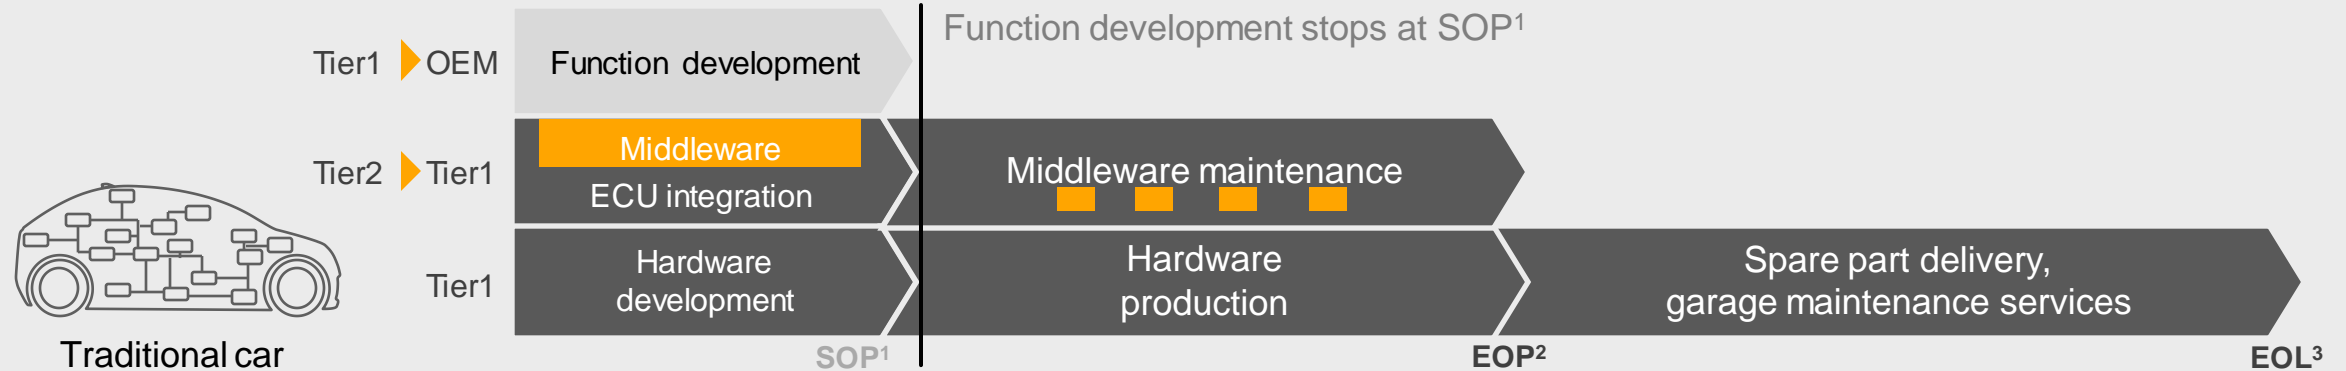 Function development stops at SOP¹
Tier1 OEM
Function development
Tier2 Tier1
Middleware
ECU integration
Middleware maintenance
Tier1
Hardware
development
Hardware
production
Spare part delivery,
garage maintenance services
Traditional car
SOP¹
EOP²
EOL³